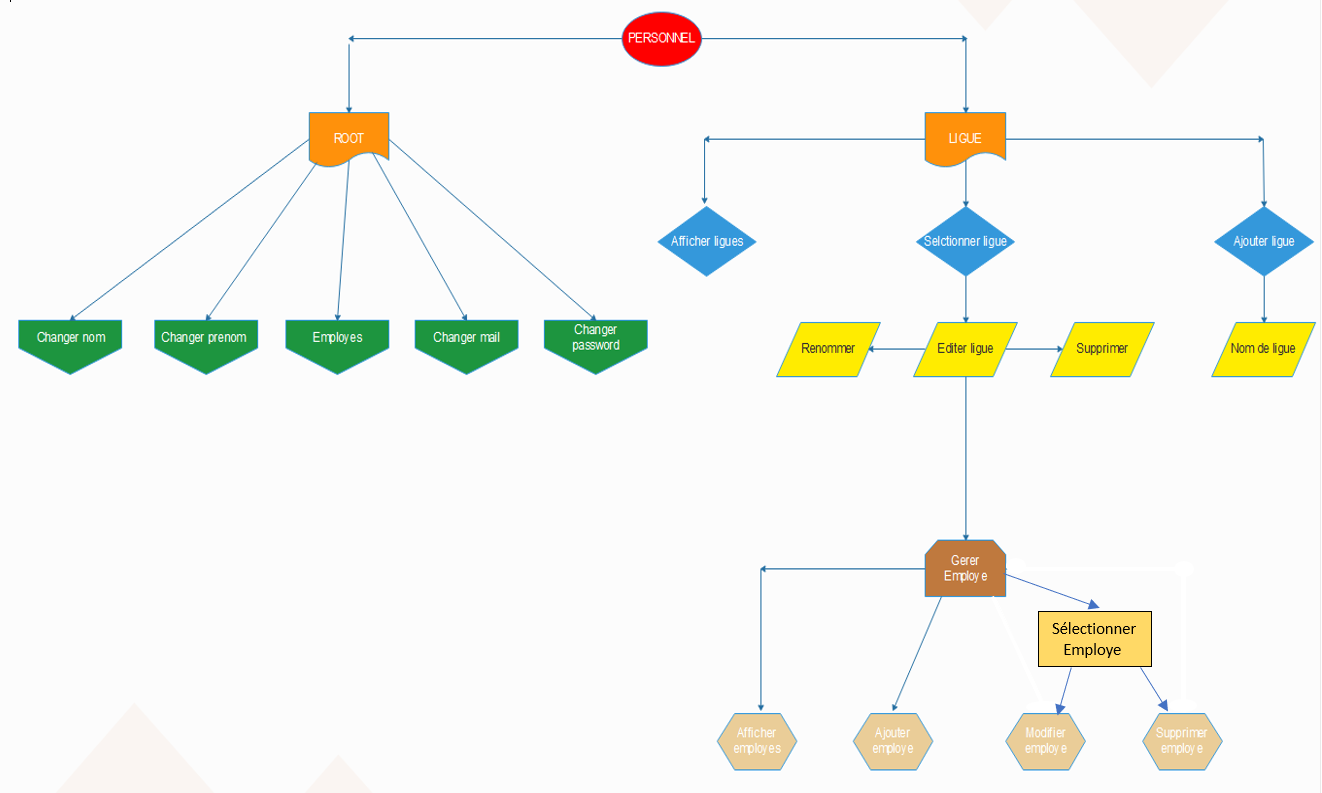 PERSONNEL
ROOT
LIGUE
Afficher ligues
Selctionner ligue
Ajouter ligue
Changer nom
Changer prenom
Employes
Changer mail
Changer
password
Renommer
Editer ligue
Supprimer
Nom de ligue
Gerer
Employe
Sélectionner
Employe
Afficher
employes
Ajouter
employe
Modifier
employe
Supprimer
employe